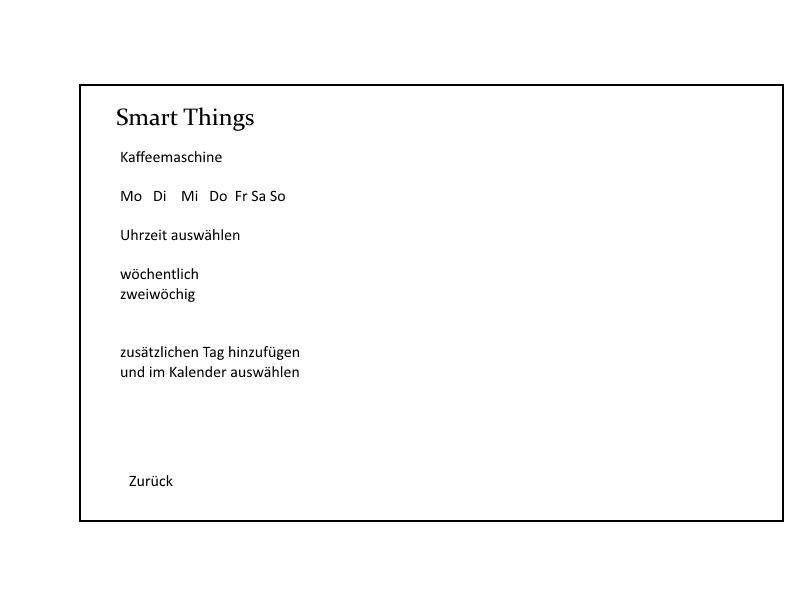 Smart Things
Kaffeemaschine
Mo Di Mi Do Fr Sa So
Uhrzeit auswählen
wöchentlich
zweiwöchig
zusätzlichen Tag hinzufügen
und im Kalender auswählen
Zurück